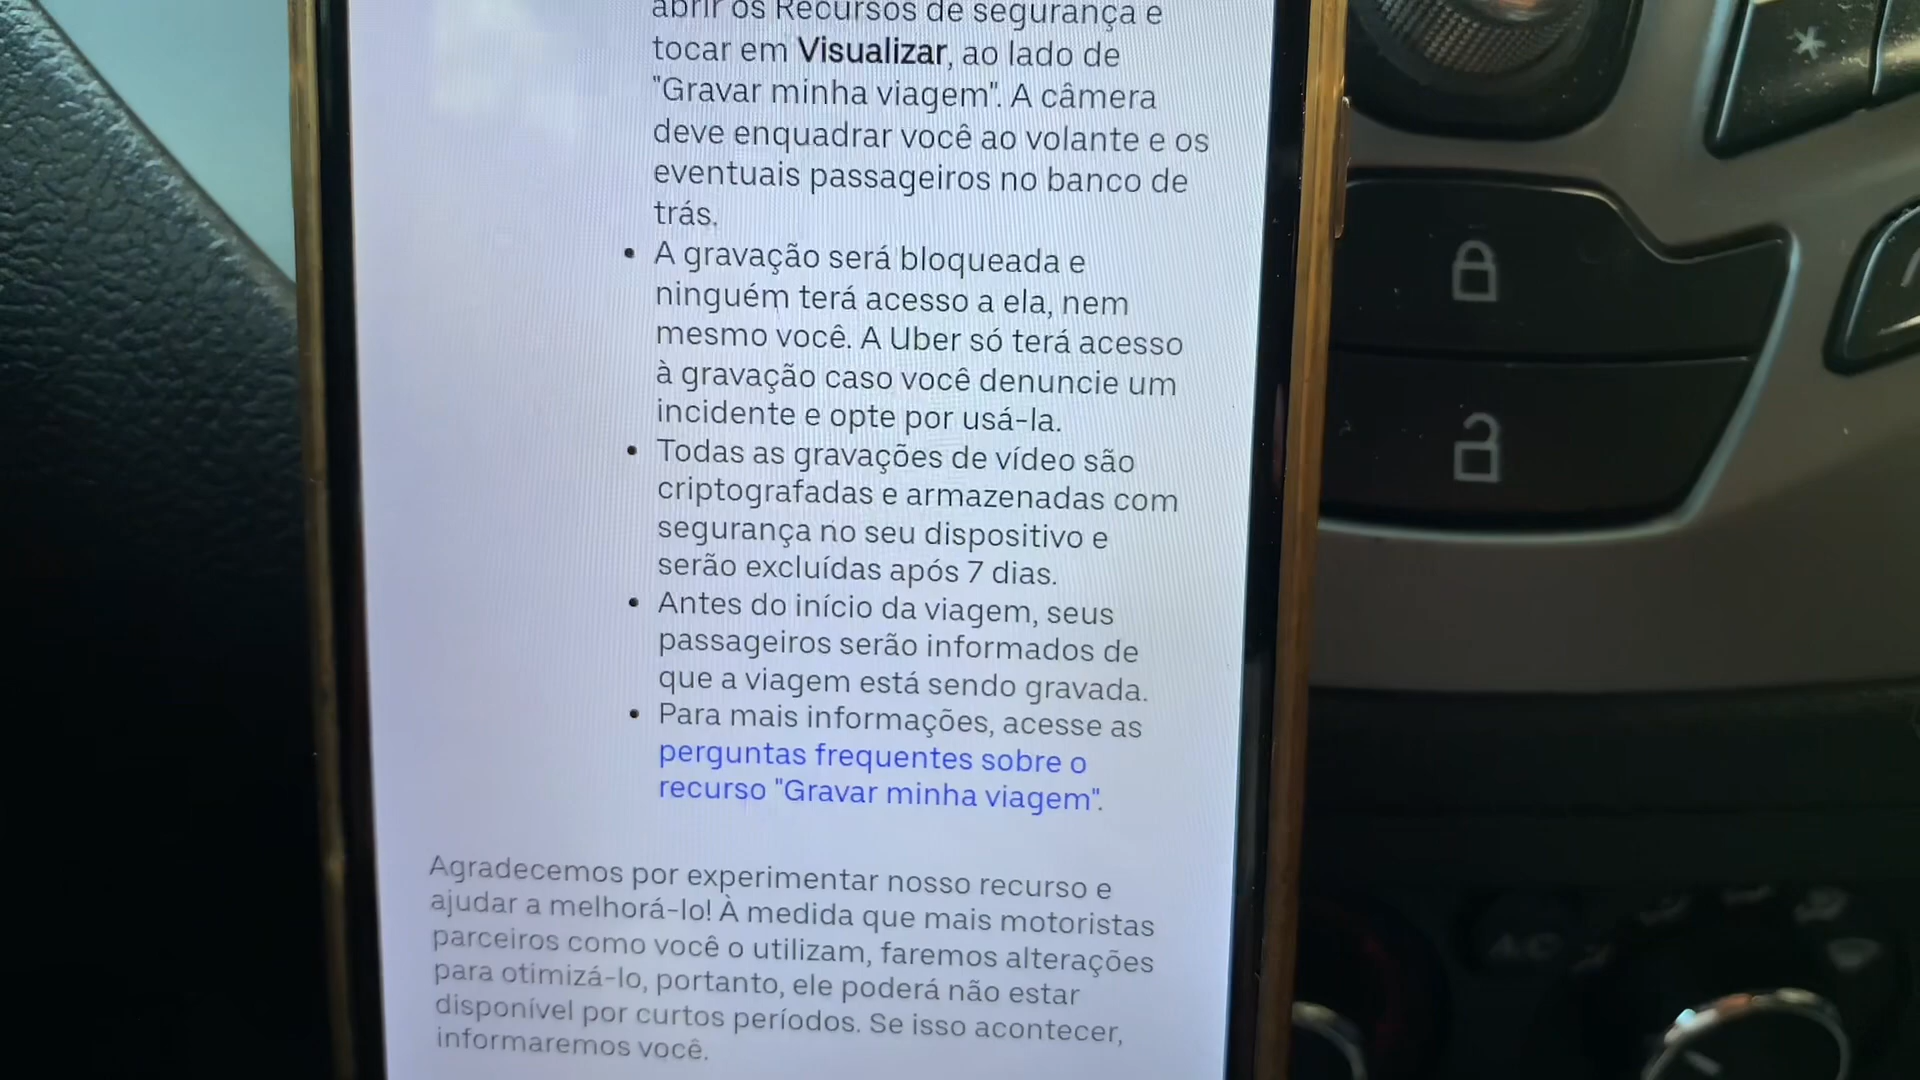 abrir os Recursos de segurança e
tocar em Visualizar, ao lado de
"Gravar minha viagem". A câmera
deve enquadrar você ao volante e os
eventuais passageiros no banco de
trás.
• A gravação será bloqueada e
ninguém terá acesso a ela, nem
mesmo você. A Uber só terá acesso
à gravação caso você denuncie um
incidente e opte por usá-la.
• Todas as gravações de vídeo são
criptografadas e armazenadas com
segurança no seu dispositivo e
serão excluídas após 7 dias.
• Antes do início da viagem, seus
passageiros serão informados de
que a viagem está sendo gravada.
• Para mais informações, acesse as
perguntas frequentes sobre o
recurso "Gravar minha viagem".
Agradecemos por experimentar nosso recurso e
ajudar a melhorá-lo! À medida que mais motoristas
parceiros como você o utilizam, faremos alterações
para otimizá-lo, portanto, ele poderá não estar
disponível por curtos períodos. Se isso acontecer,
informaremos você.
*
A/C